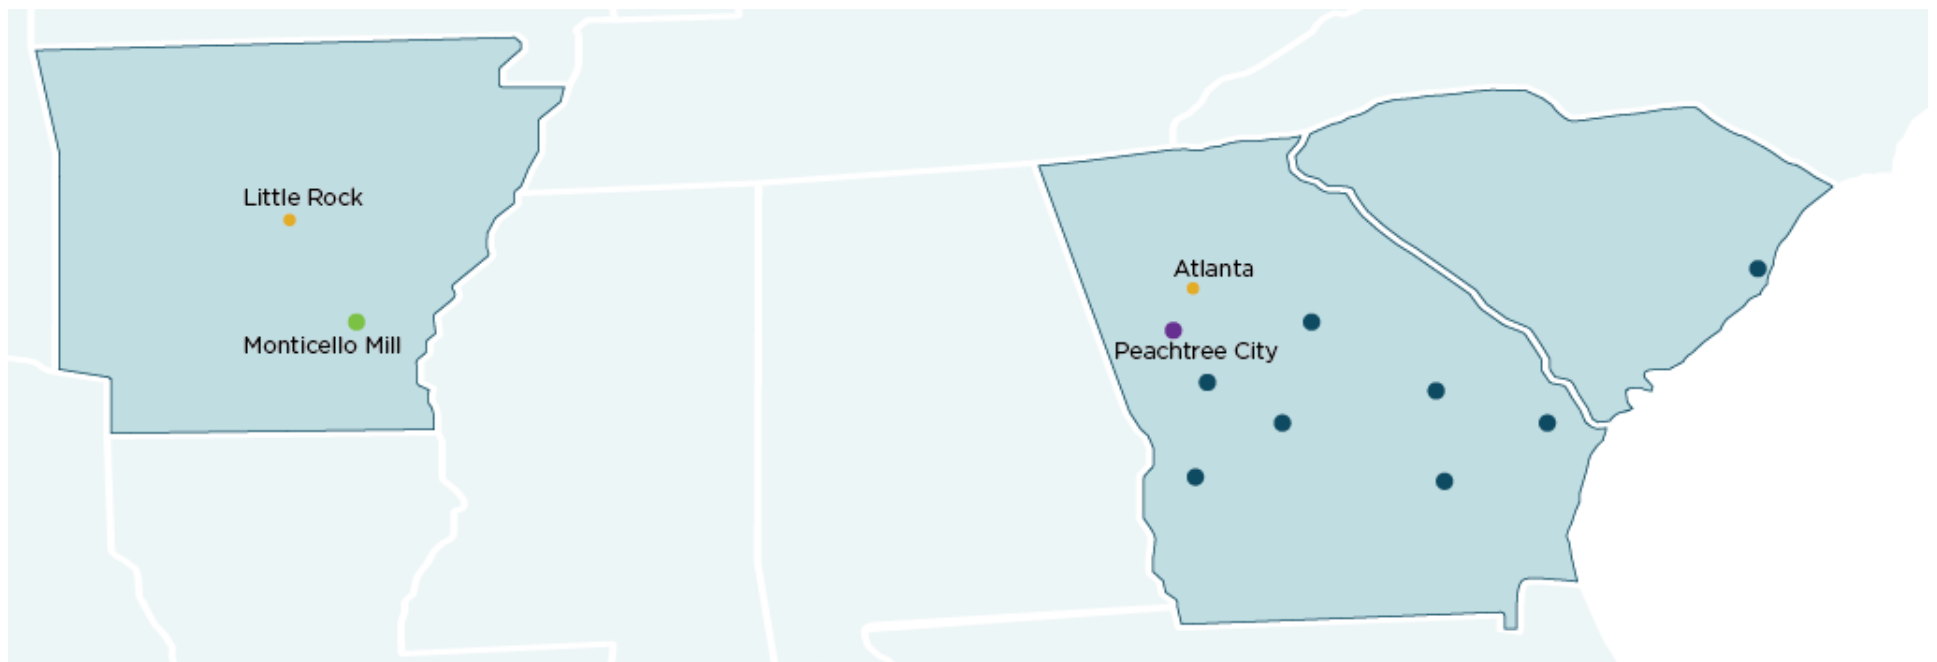 Little Rock
Monticello Mill
Atlanta
Peachtree City